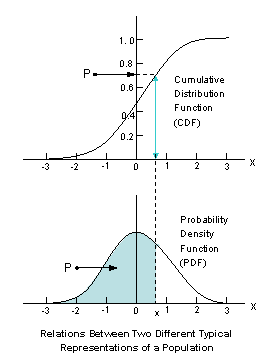 1.0
0.8
P
0.6
0.4
0.2
Cumulative
Distribution
Function
(CDF)
-3 -2 -1 0 1 2 3 X
Probability
Density
Function
(PDF)
P
-3 -2 -1 0 x 1 2 3 X
Relations Between Two Different Typical
Representations of a Population